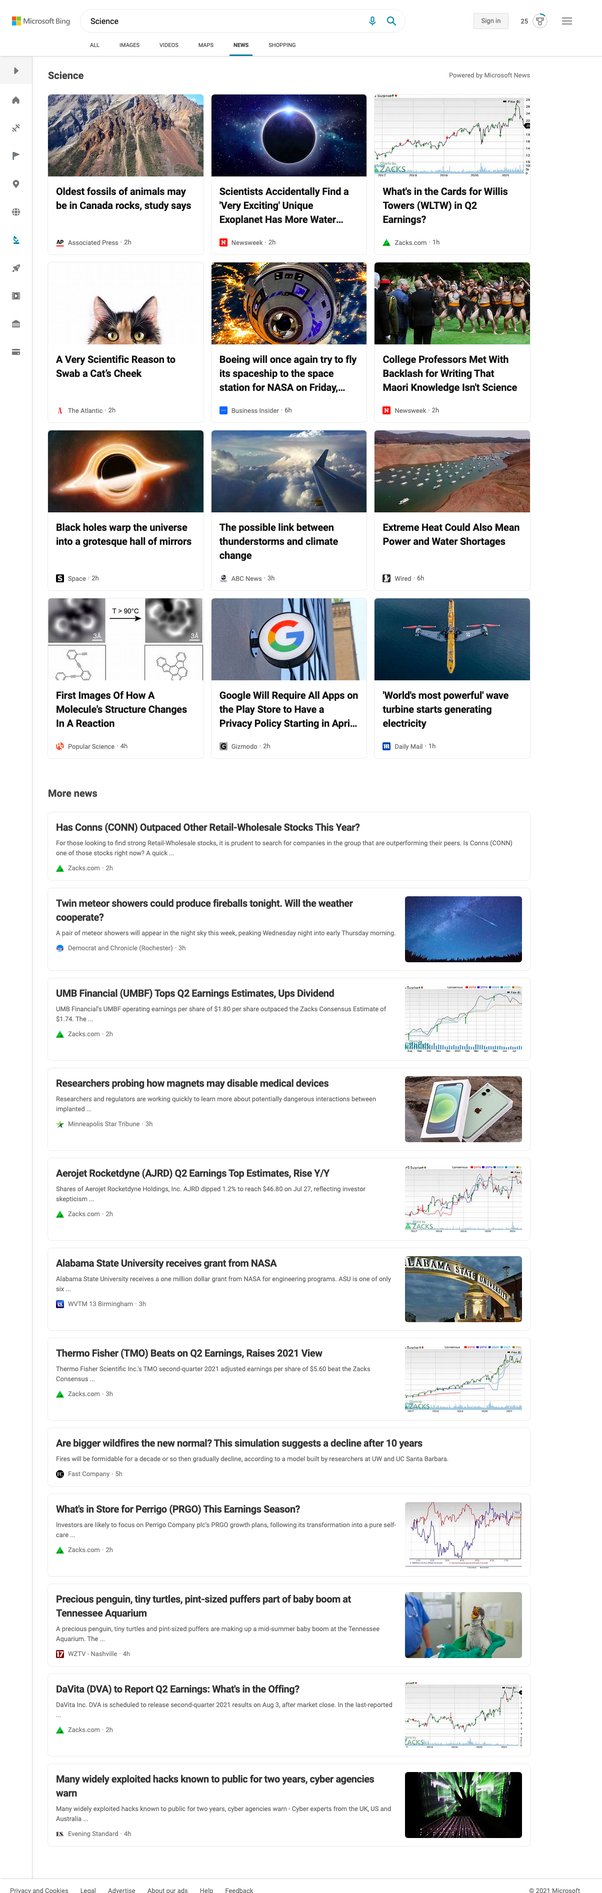 Microsoft Bing
Science
Sign in
25
ALL
IMAGES
VIDEOS
MAPS
NEWS
SHOPPING
Science
Powered by Microsoft News
Oldest fossils of animals may
be in Canada rocks, study says
AP Associated Press · 2h
Scientists Accidentally Find a
'Very Exciting' Unique
Exoplanet Has More Water...
Newsweek · 2h
ZACKS
What's in the Cards for Willis
Towers (WLTW) in Q2
Earnings?
Zacks.com · 1h
A Very Scientific Reason to
Swab a Cat's Cheek
The Atlantic · 2h
Boeing will once again try to fly
its spaceship to the space
station for NASA on Friday,...
Business Insider · 6h
College Professors Met With
Backlash for Writing That
Maori Knowledge Isn't Science
Newsweek · 2h
Black holes warp the universe
into a grotesque hall of mirrors
Space · 2h
The possible link between
thunderstorms and climate
change
ABC News · 3h
Extreme Heat Could Also Mean
Power and Water Shortages
Wired · 6h
T > 90°C
3Å
3Å
First Images Of How A
Molecule's Structure Changes
In A Reaction
Popular Science · 4h
G
Google Will Require All Apps on
the Play Store to Have a
Privacy Policy Starting in Apri...
Gizmodo · 2h
'World's most powerful' wave
turbine starts generating
electricity
Daily Mail · 1h
More news
Has Conns (CONN) Outpaced Other Retail-Wholesale Stocks This Year?
For those looking to find strong Retail-Wholesale stocks, it is prudent to search for companies in the group that are outperforming their peers. Is Conns (CONN)
one of those stocks right now? A quick ...
Zacks.com · 2h
Twin meteor showers could produce fireballs tonight. Will the weather
cooperate?
A pair of meteor showers will appear in the night sky this week, peaking Wednesday night into early Thursday morning.
Democrat and Chronicle (Rochester) · 3h
UMB Financial (UMBF) Tops Q2 Earnings Estimates, Ups Dividend
UMB Financial's UMBF operating earnings per share of $1.80 per share outpaced the Zacks Consensus Estimate of
$1.74. The ...
Zacks.com · 2h
Researchers probing how magnets may disable medical devices
Researchers and regulators are working quickly to learn more about potentially dangerous interactions between
implanted ...
Minneapolis Star Tribune · 3h
Aerojet Rocketdyne (AJRD) Q2 Earnings Top Estimates, Rise Y/Y
Shares of Aerojet Rocketdyne Holdings, Inc. AJRD dipped 1.2% to reach $46.80 on Jul 27, reflecting investor
skepticism ...
Zacks.com · 2h
ZACKS
Alabama State University receives grant from NASA
Alabama State University receives a one million dollar grant from NASA for engineering programs. ASU is one of only
six ...
WVTM 13 Birmingham · 3h
ALABAMA STATE UNIVERSITY
Thermo Fisher (TMO) Beats on Q2 Earnings, Raises 2021 View
Thermo Fisher Scientific Inc.'s TMO second-quarter 2021 adjusted earnings per share of $5.60 beat the Zacks
Consensus ...
Zacks.com · 3h
ZACKS
Are bigger wildfires the new normal? This simulation suggests a decline after 10 years
Fires will be formidable for a decade or so then gradually decline, according to a model built by researchers at UW and UC Santa Barbara.
Fast Company · 5h
What's in Store for Perrigo (PRGO) This Earnings Season?
Investors are likely to focus on Perrigo Company plc's PRGO growth plans, following its transformation into a pure self-
care ...
Zacks.com · 2h
Precious penguin, tiny turtles, pint-sized puffers part of baby boom at
Tennessee Aquarium
A precious penguin, tiny turtles and pint-sized puffers are making up a mid-summer baby boom at the Tennessee
Aquarium. The ...
WZTV - Nashville · 4h
DaVita (DVA) to Report Q2 Earnings: What's in the Offing?
DaVita Inc. DVA is scheduled to release second-quarter 2021 results on Aug 3, after market close. In the last-reported
...
Zacks.com · 2h
ZACKS
Many widely exploited hacks known to public for two years, cyber agencies
warn
Many widely exploited hacks known to public for two years, cyber agencies warn - Cyber experts from the UK, US and
Australia ...
ES. Evening Standard · 4h
Privacy and Cookies
Legal
Advertise
About our ads
Help
Feedback
© 2021 Microsoft